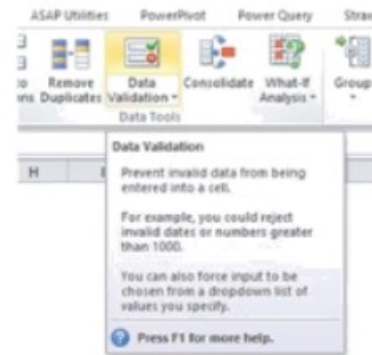 ASAP Utilities PowerPivot Power Query
Remove Data Consolidate What-If Group
Duplicates Validation Analysis
Data Tools
H
Data Validation
Prevent invalid data from being
entered into a cell.
For example, you could reject
invalid dates or numbers greater
than 1000.
You can also force input to be
chosen from a dropdown list of
values you specify.
Press F1 for more help.